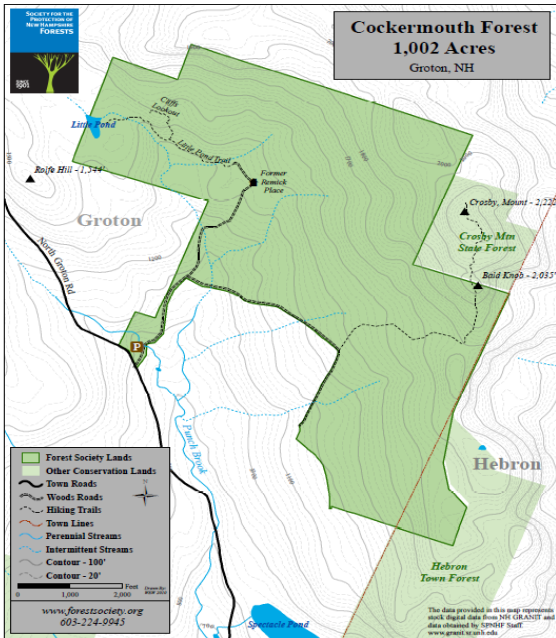 SOCIETY FOR THE
PROTECTION OF
NEW HAMPSHIRE
FORESTS
SINCE
1901
Cockermouth Forest
1,002 Acres
Groton, NH
Cliffs
Lookout
Little Pond
Little Pond Trail
Former
Remick
Place
Rolfe Hill - 1,344'
Groton
Crosby, Mount - 2,220'
Crosby Mtn
State Forest
North Groton Rd
1200
Bald Knob - 2,035'
P
Punch Brook
Hebron
Hebron
Town Forest
Spectacle Pond
Forest Society Lands
Other Conservation Lands
Town Roads
Woods Roads
Hiking Trails
Town Lines
Perennial Streams
Intermittent Streams
Contour - 100'
Contour - 20'
Feet
0 1,000 2,000
www.forestsociety.org
603-224-9945
The data provided in this map represents
stock digital data from NH GRANIT and
data obtained by SPNHF Staff.
www.granit.sr.unh.edu